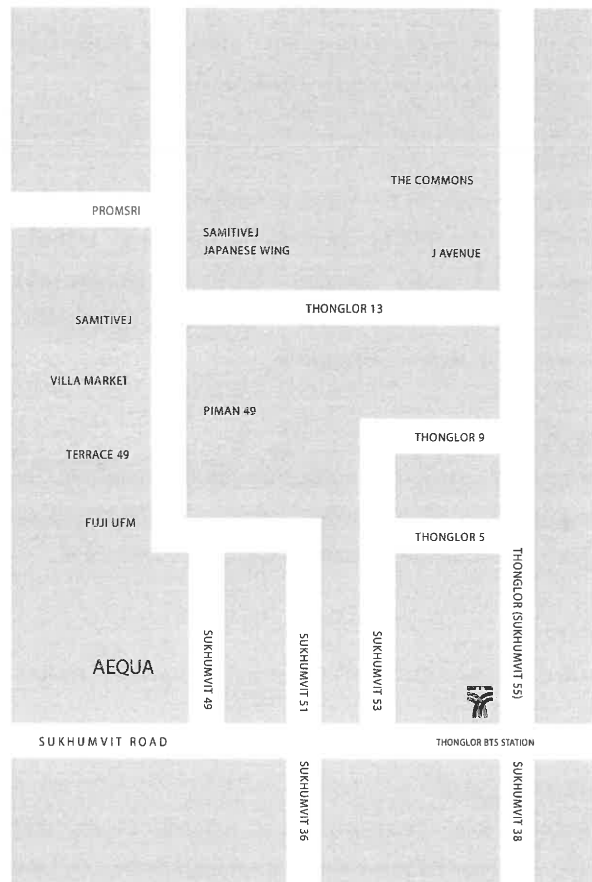 THE COMMONS
PROMSRI
SAMITIVEJ
JAPANESE WING
J AVENUE
THONGLOR 13
SAMITIVEJ
VILLA MARKET
PIMAN 49
THONGLOR 9
TERRACE 49
FUJI UFM
THONGLOR 5
THONGLOR (SUKHUMVIT 55)
AEQUA
SUKHUMVIT 49
SUKHUMVIT 51
SUKHUMVIT 53
SUKHUMVIT ROAD
THONGLOR BTS STATION
SUKHUMVIT 36
SUKHUMVIT 38